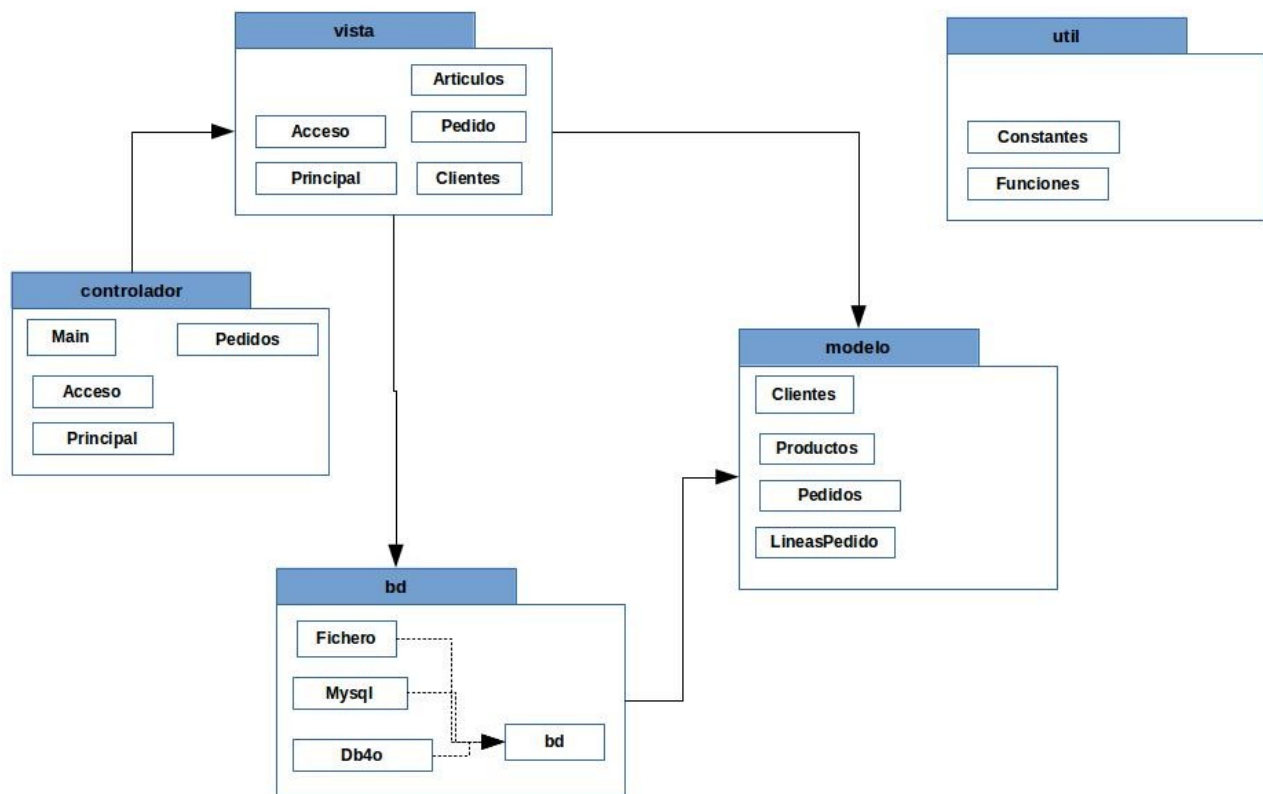 vista
Articulos
Acceso
Pedido
Principal
Clientes
util
Constantes
Funciones
controlador
Main
Pedidos
Acceso
Principal
modelo
Clientes
Productos
Pedidos
LineasPedido
bd
Fichero
Mysql
bd
Db4o